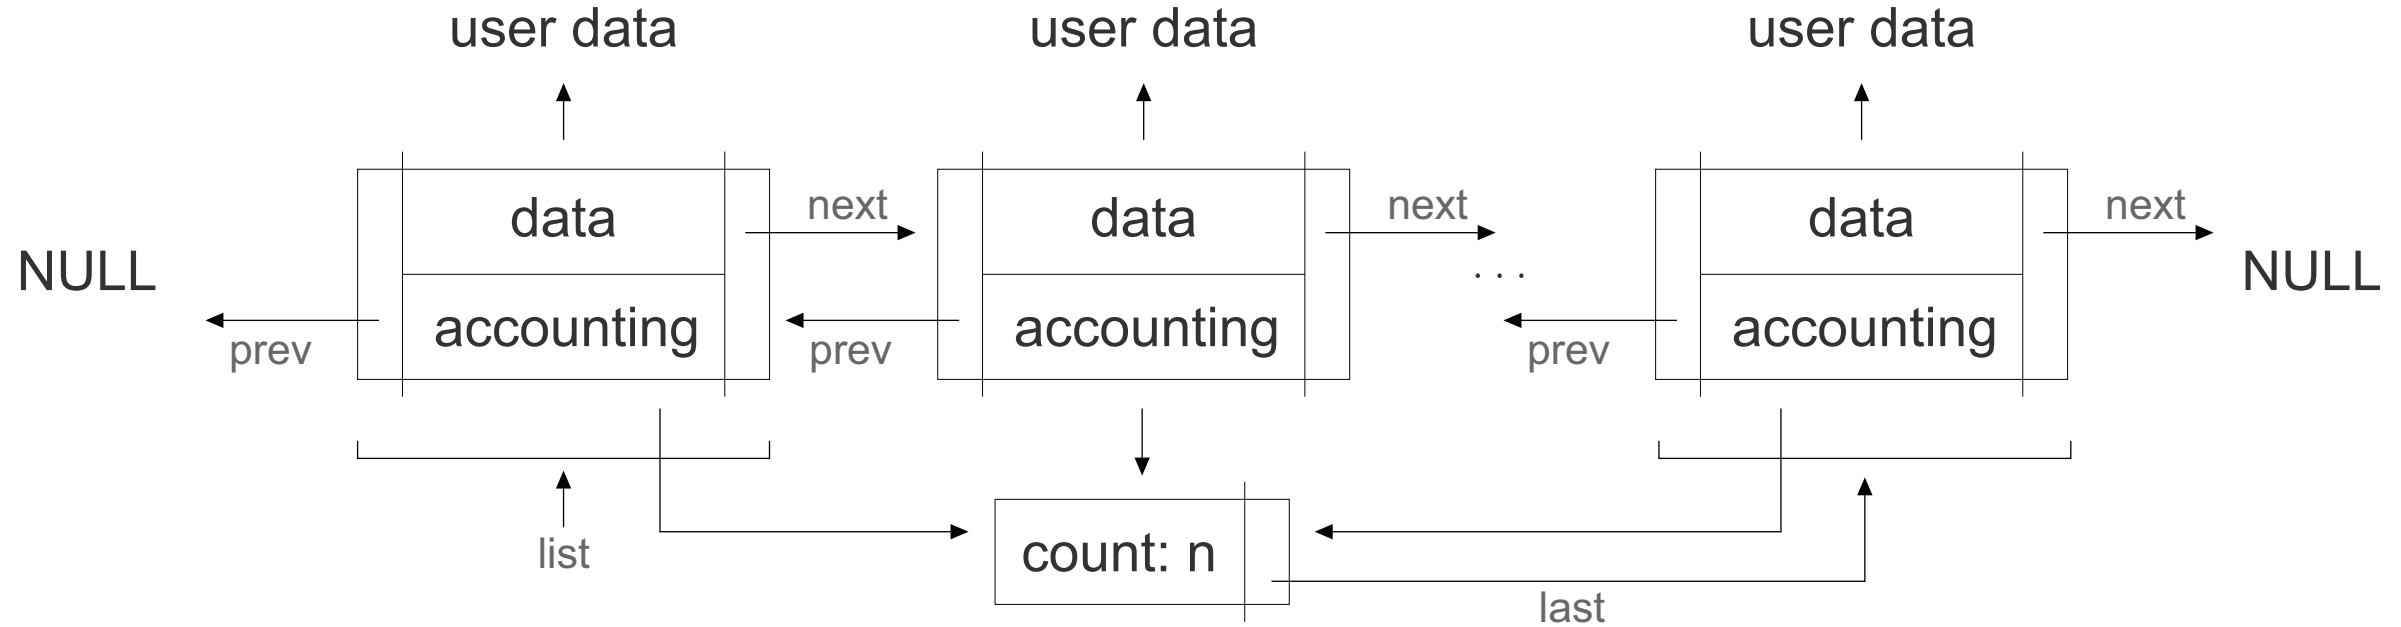 user data
user data
user data
data
next
data
next
data
next
NULL
. . .
NULL
accounting
accounting
accounting
prev
prev
prev
list
count: n
last